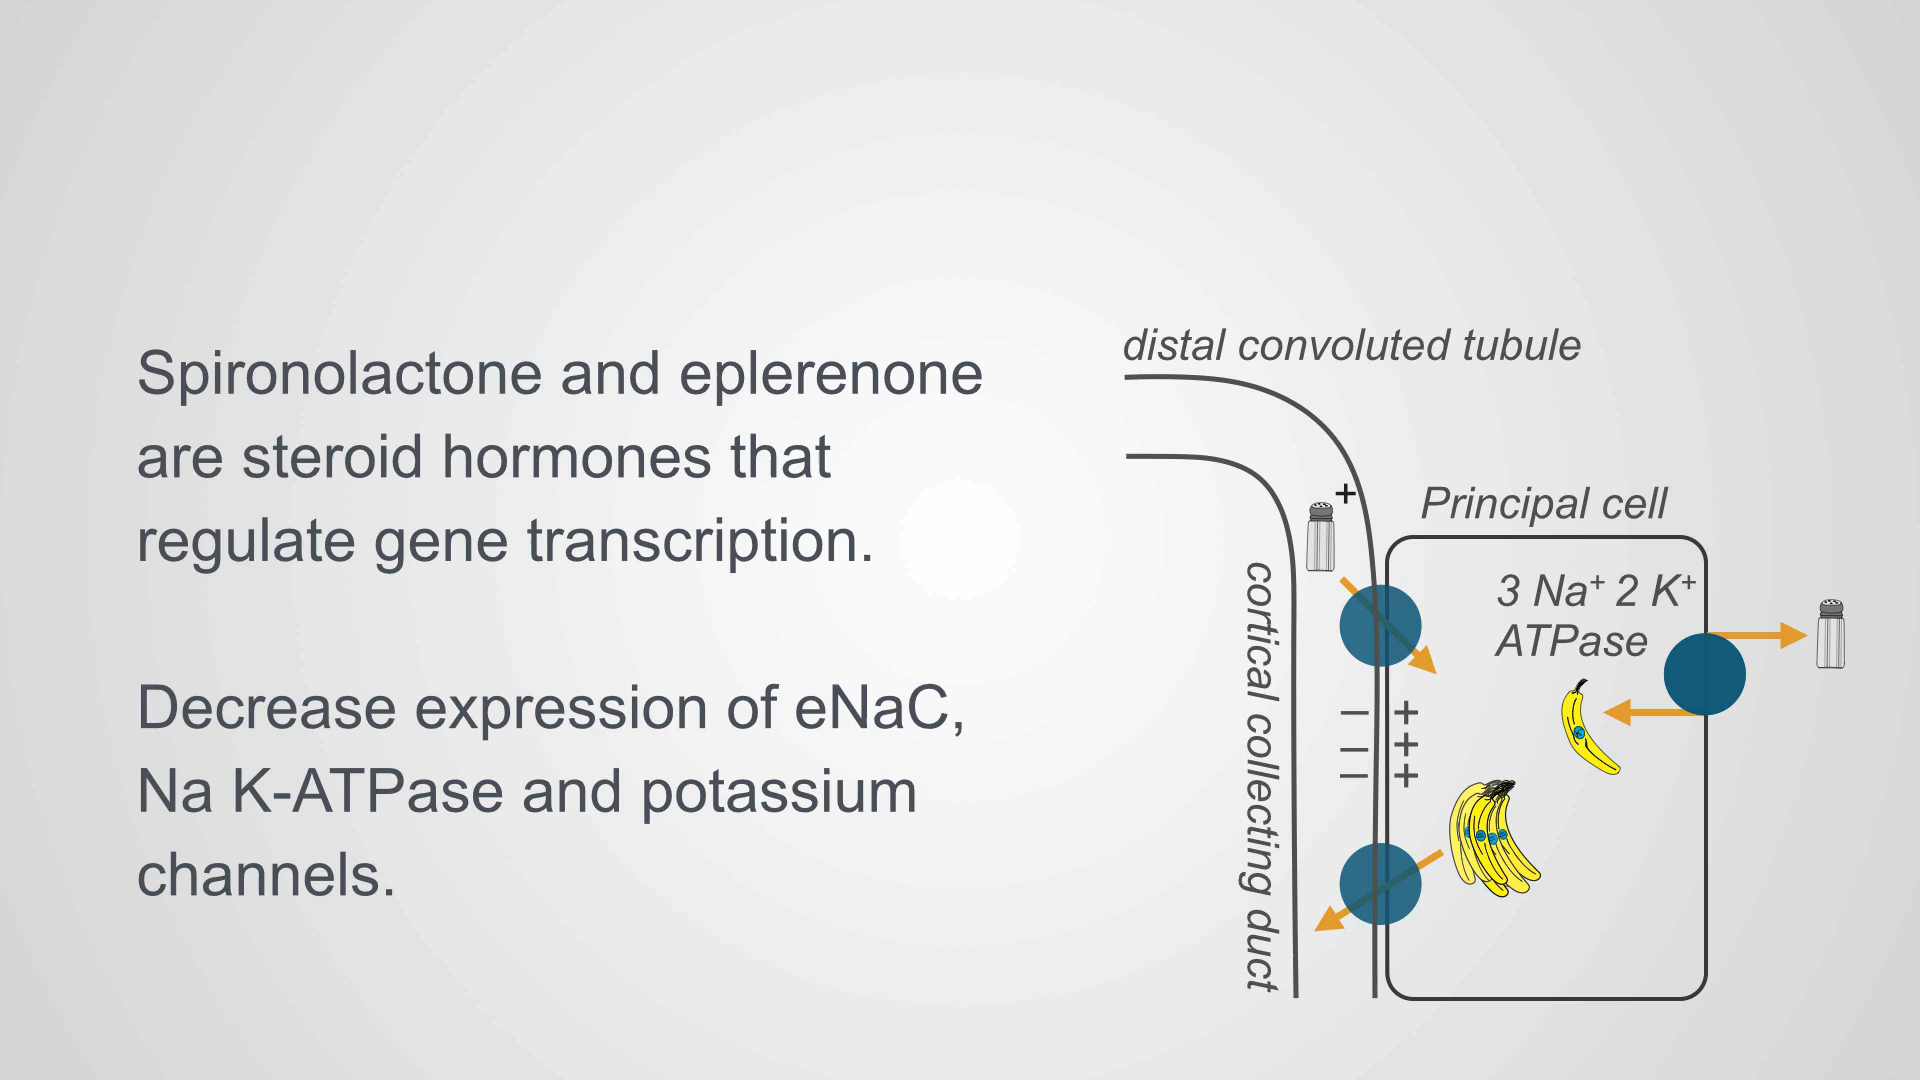 Spironolactone and eplerenone
are steroid hormones that
regulate gene transcription.
Decrease expression of eNaC,
Na K-ATPase and potassium
channels.
distal convoluted tubule
+
Principal cell
3 Na⁺ 2 K⁺
ATPase
cortical collecting duct
– +
– +
– +